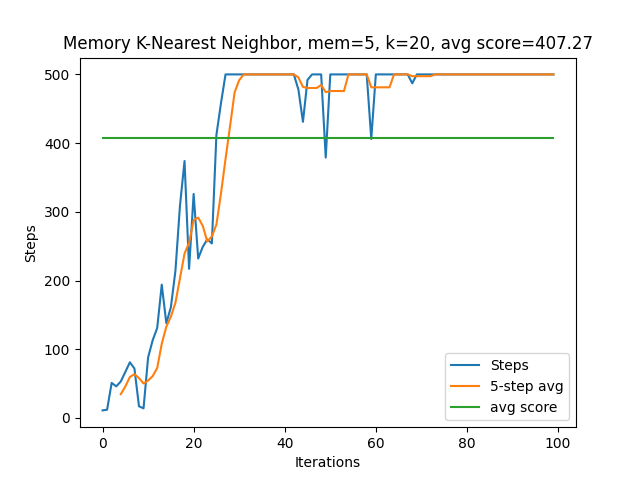 Memory K-Nearest Neighbor, mem=5, k=20, avg score=407.27
500
400
300
200
100
0
Steps
0 20 40 60 80 100
Iterations
Steps
5-step avg
avg score